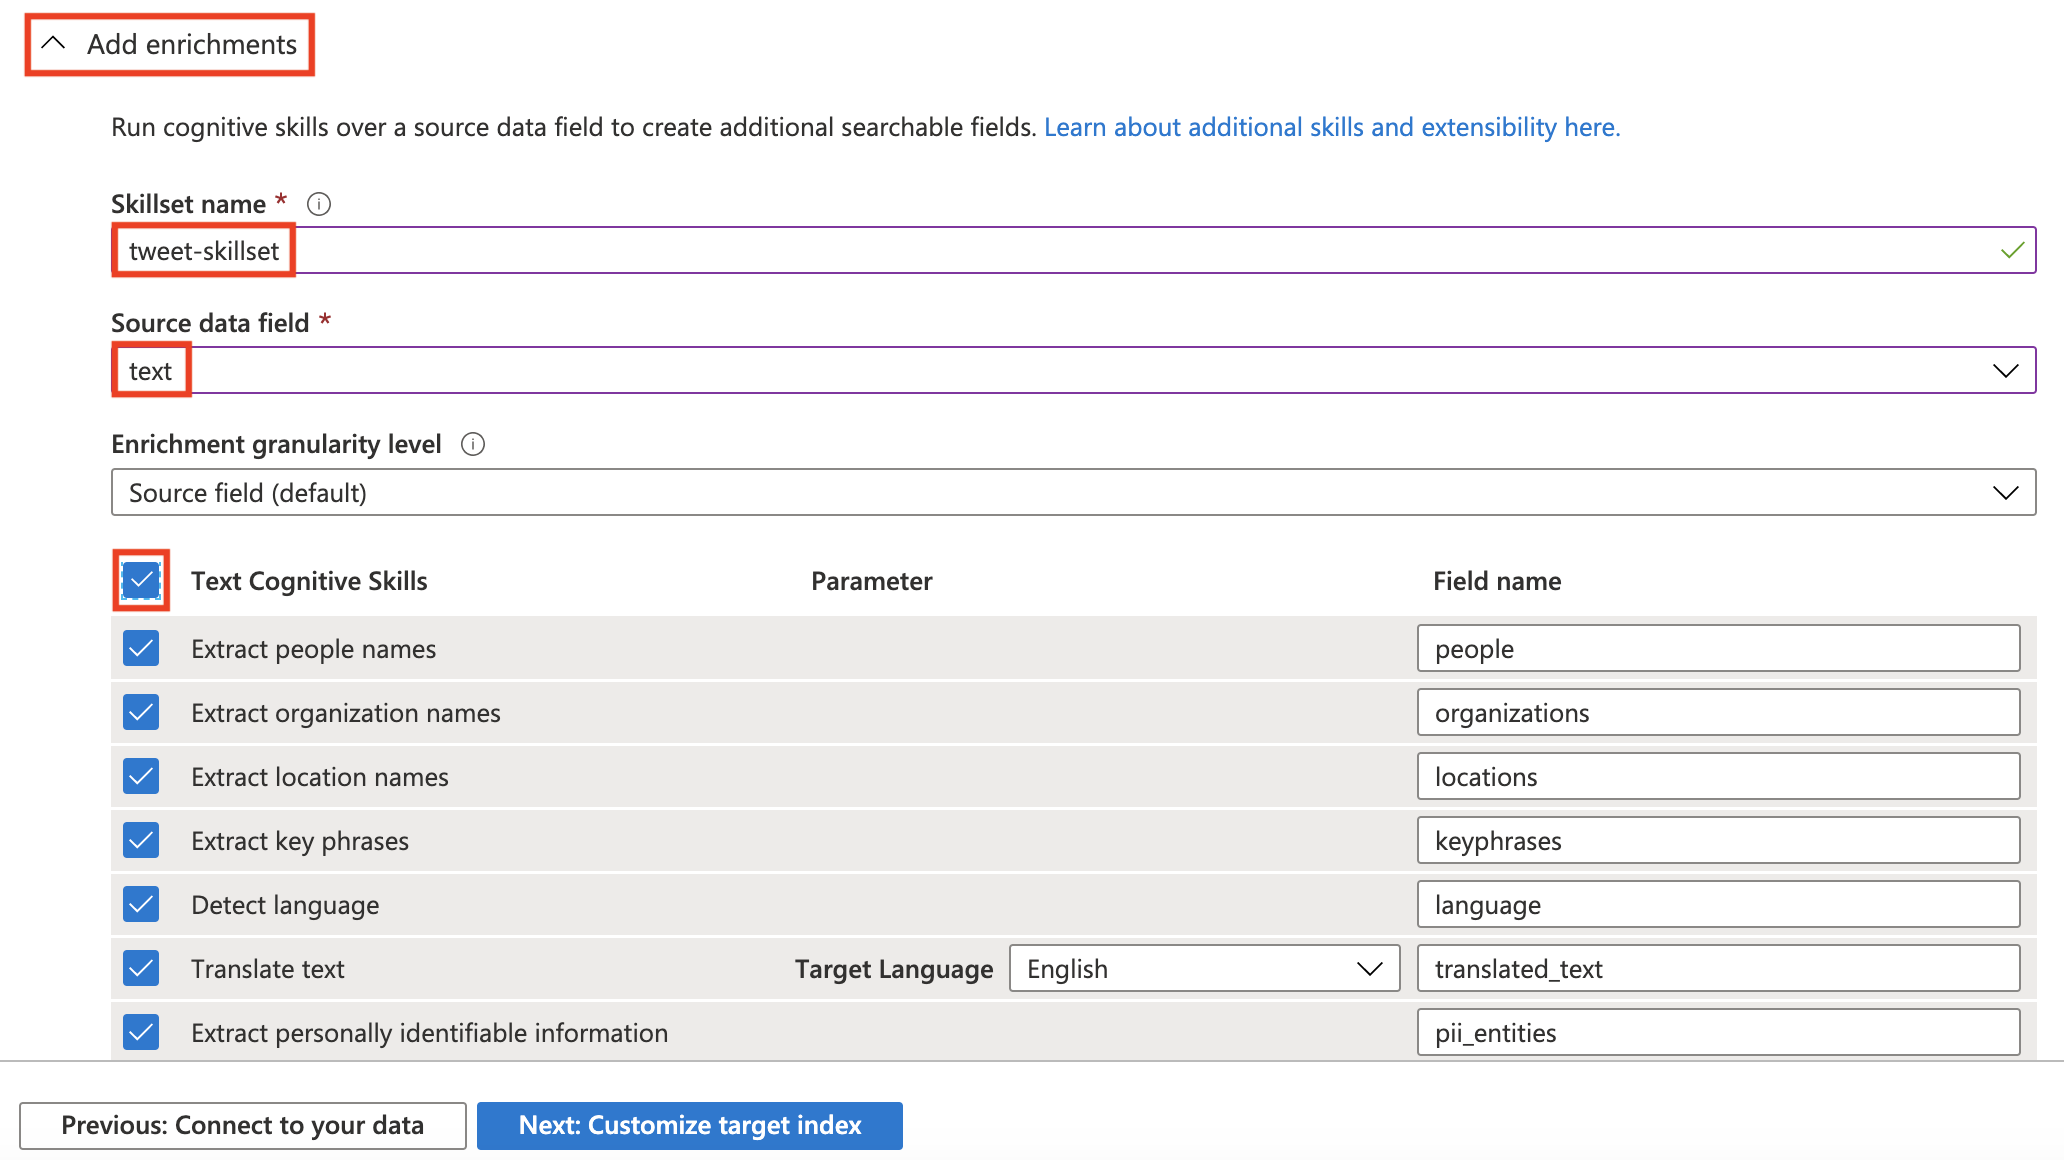 Add enrichments
Run cognitive skills over a source data field to create additional searchable fields. Learn about additional skills and extensibility here.
Skillset name *
tweet-skillset
Source data field *
text
Enrichment granularity level
Source field (default)
Text Cognitive Skills Parameter Field name
Extract people names people
Extract organization names organizations
Extract location names locations
Extract key phrases keyphrases
Detect language language
Translate text Target Language English translated_text
Extract personally identifiable information pii_entities
Previous: Connect to your data Next: Customize target index